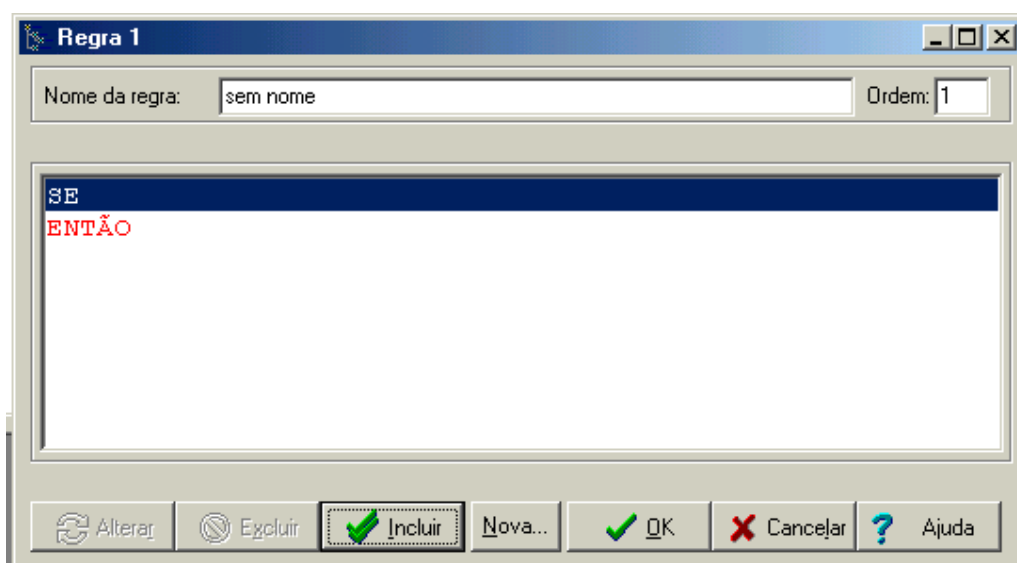 Regra 1
Nome da regra: sem nome Ordem: 1
SE
ENTÃO
Alterar Excluir Incluir Nova... OK Cancelar Ajuda